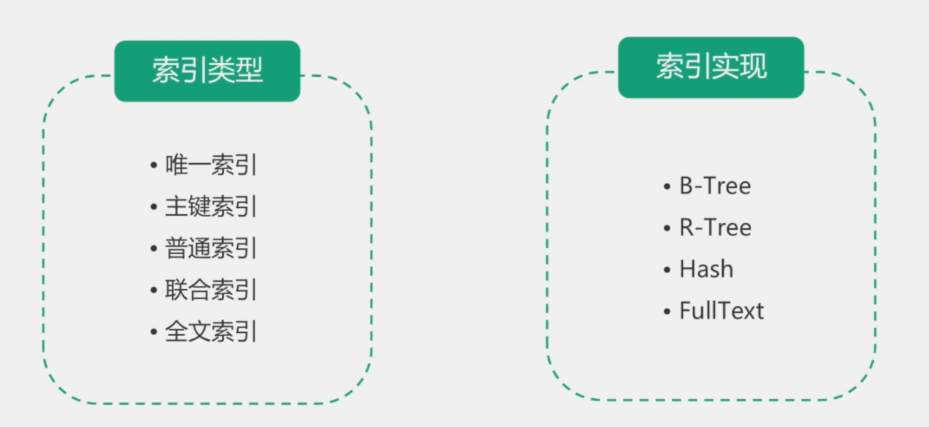 索引类型
• 唯一索引
• 主键索引
• 普通索引
• 联合索引
• 全文索引
索引实现
• B-Tree
• R-Tree
• Hash
• FullText